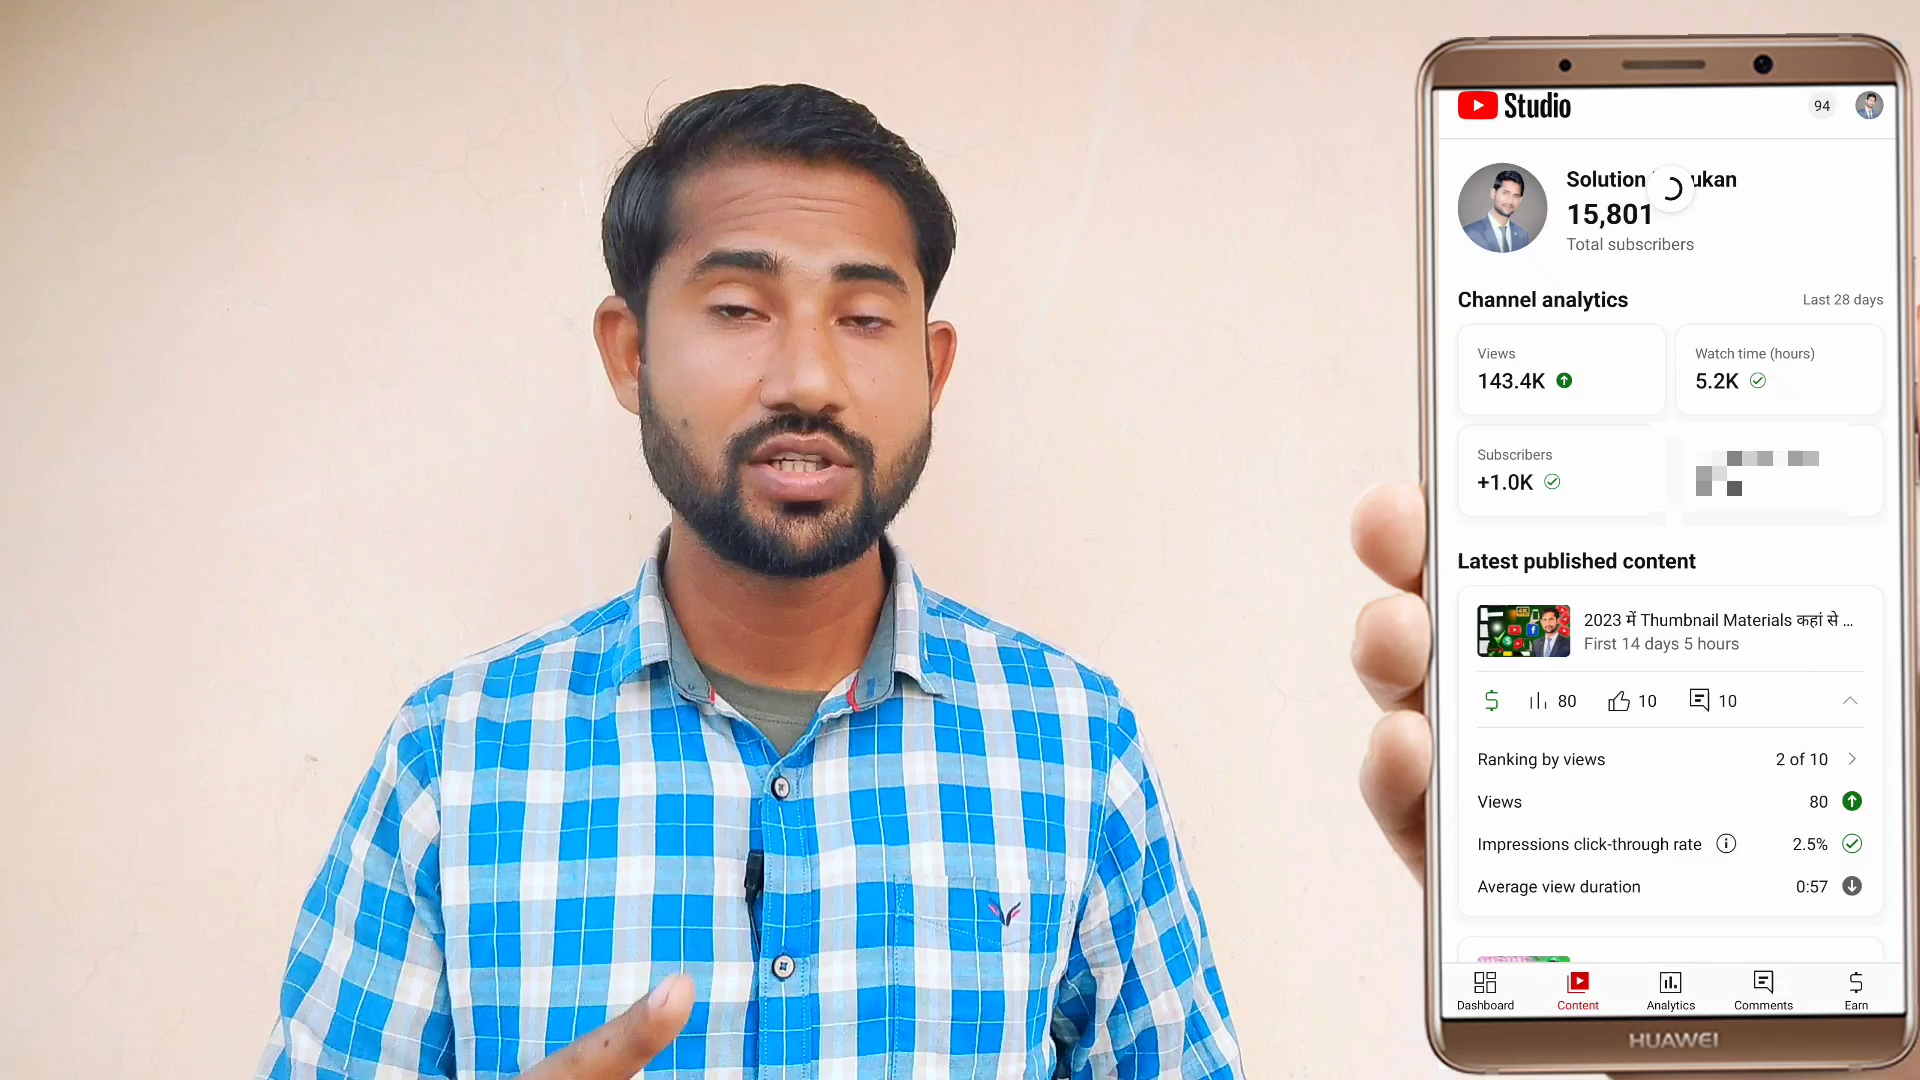 Studio
94
Solution ukan
15,801
Total subscribers
Channel analytics
Last 28 days
Views
143.4K
Watch time (hours)
5.2K
Subscribers
+1.0K
Latest published content
2023 में Thumbnail Materials कहां से ...
First 14 days 5 hours
80
10
10
Ranking by views
2 of 10
Views
80
Impressions click-through rate
2.5%
Average view duration
0:57
Dashboard
Content
Analytics
Comments
Earn
HUAWEI